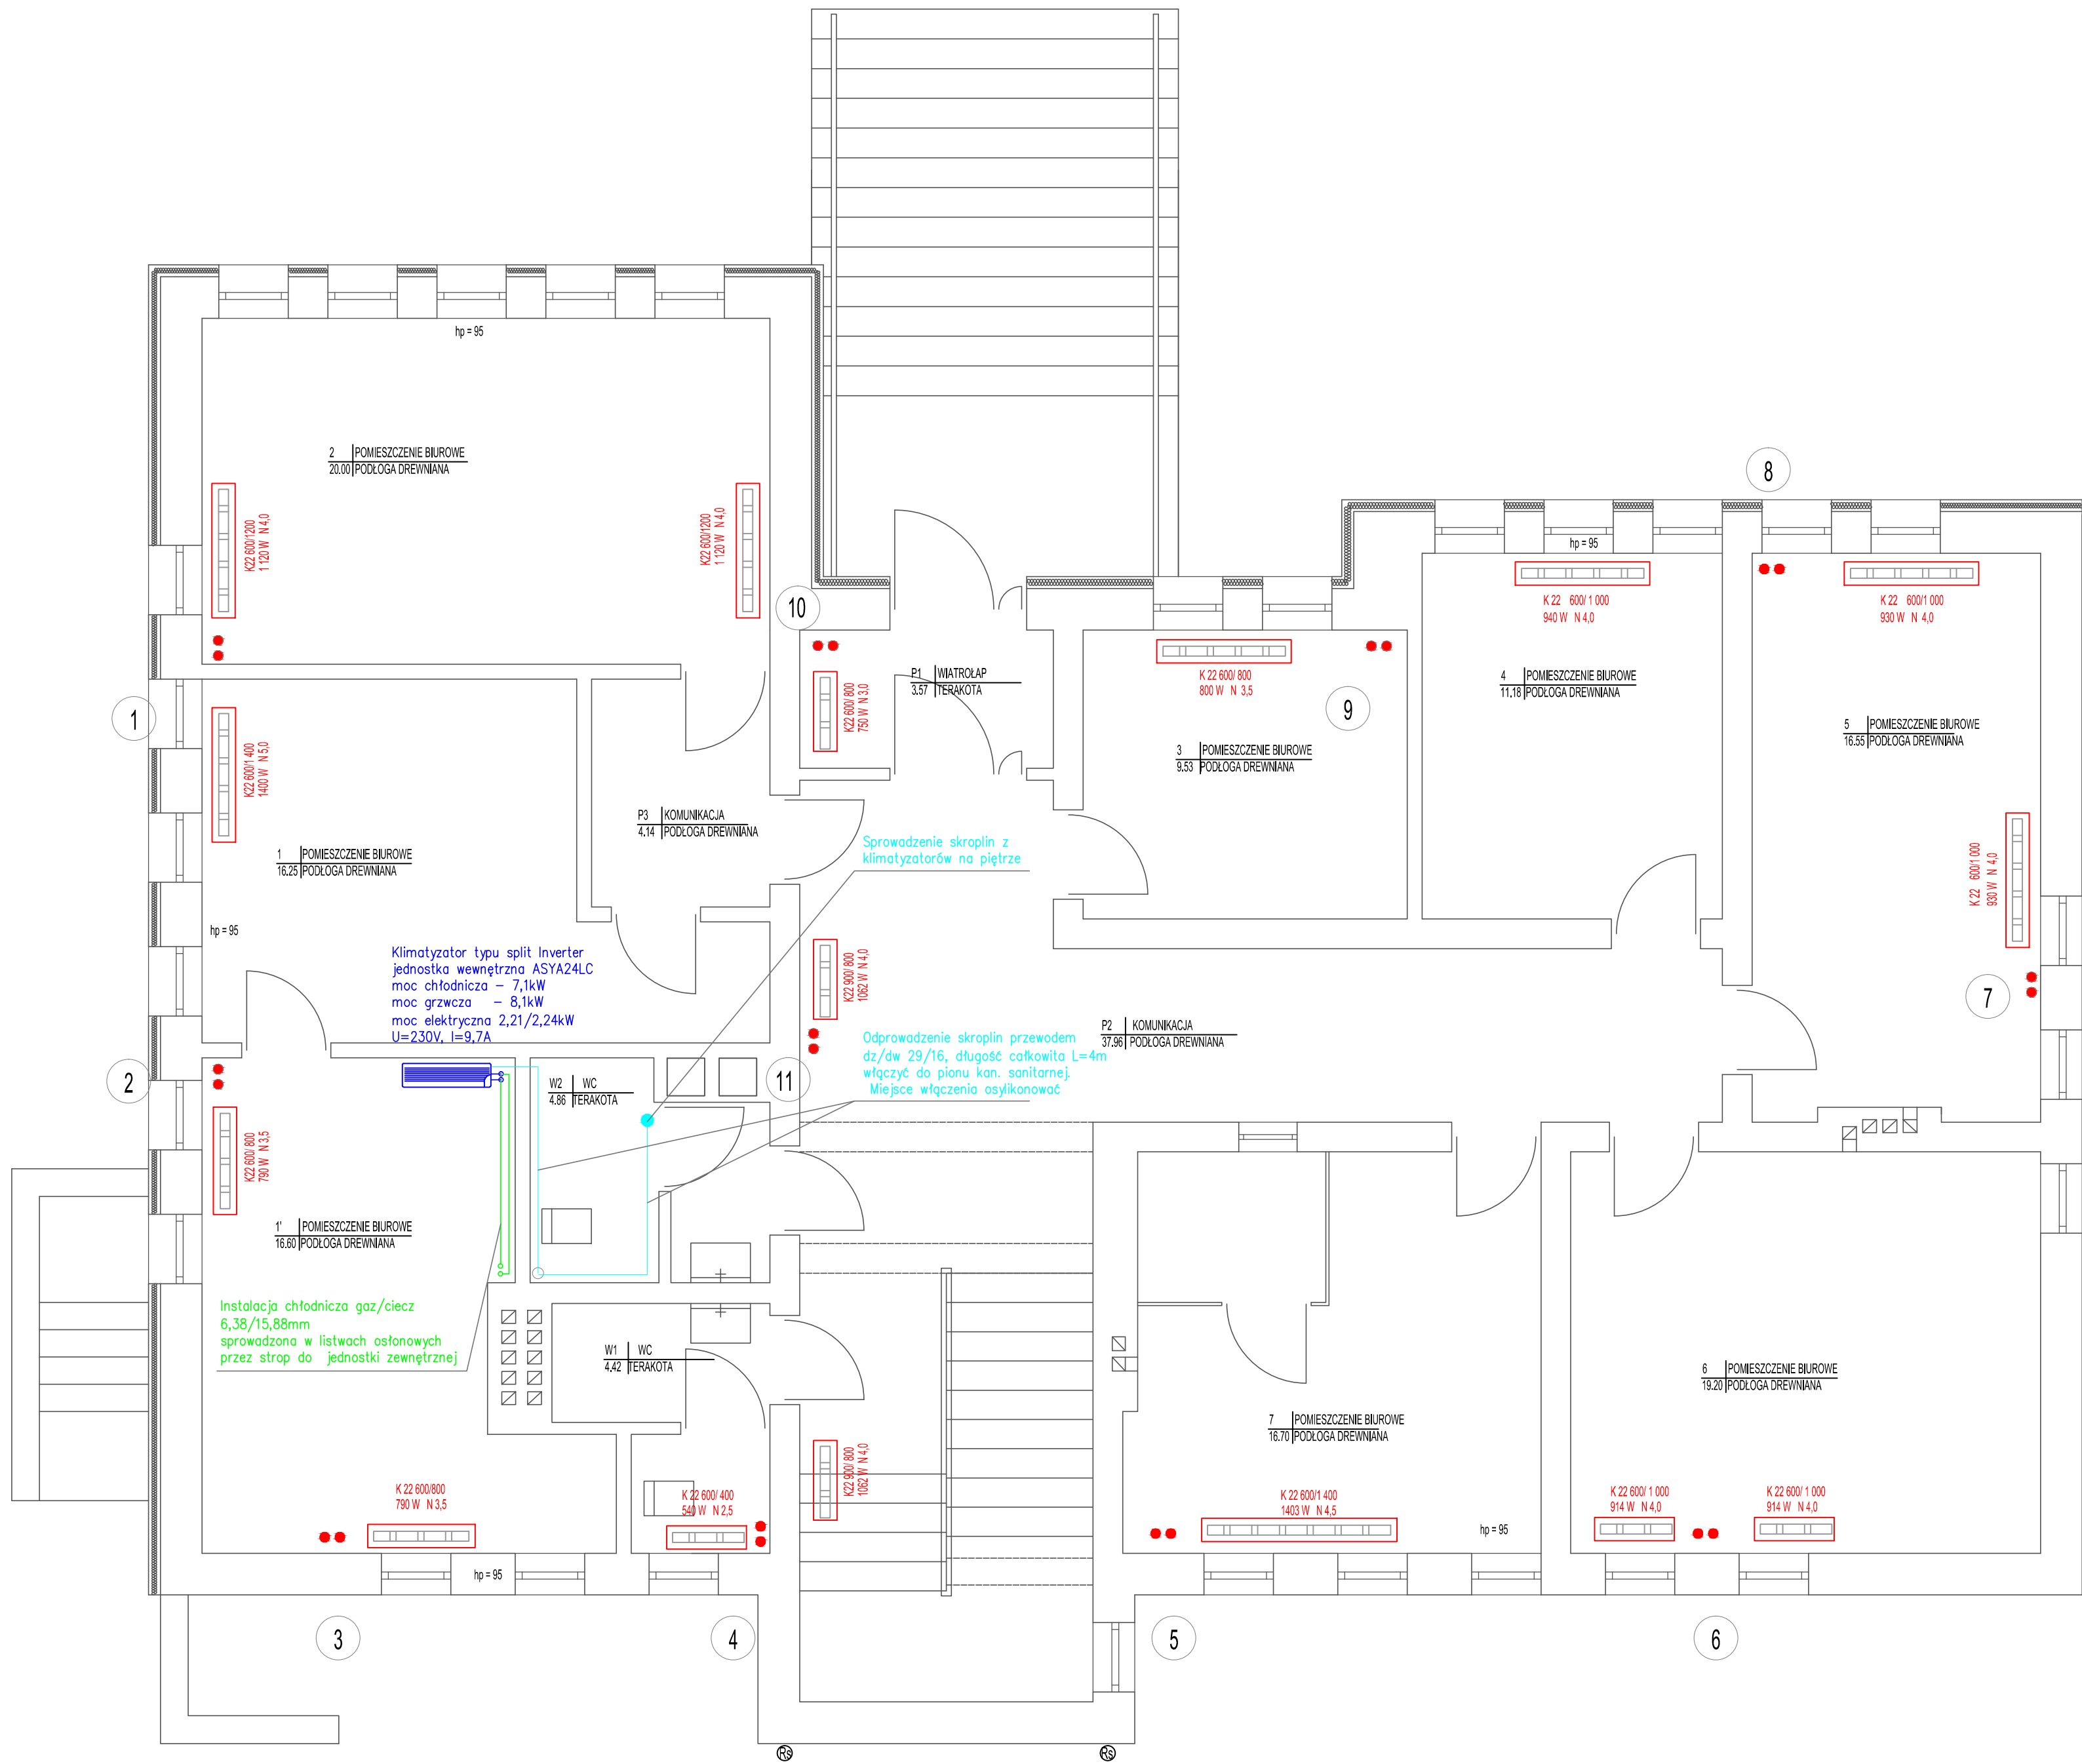 hp = 95
2 POMIESZCZENIE BIUROWE
20.00 PODŁOGA DREWNIANA
K22 600/1200
1 120 W N 4,0
K22 600/1200
1 120 W N 4,0
8
hp = 95
K 22 600/1 000
940 W N 4,0
K 22 600/1 000
930 W N 4,0
10
P1 WIATROŁAP
3.57 TERAKOTA
K22 600/ 800
750 W N 3,0
K 22 600/ 800
800 W N 3,5
9
4 POMIESZCZENIE BIUROWE
11.18 PODŁOGA DREWNIANA
5 POMIESZCZENIE BIUROWE
16.55 PODŁOGA DREWNIANA
3 POMIESZCZENIE BIUROWE
9.53 PODŁOGA DREWNIANA
1
K22 600/1 400
1400 W N 5,0
P3 KOMUNIKACJA
4.14 PODŁOGA DREWNIANA
1 POMIESZCZENIE BIUROWE
16.25 PODŁOGA DREWNIANA
Sprowadzenie skroplin z
klimatyzatorów na piętrze
K 22 600/1 000
930 W N 4,0
hp = 95
Klimatyzator typu split Inverter
jednostka wewnętrzna ASYA24LC
moc chłodnicza – 7,1kW
moc grzwcza – 8,1kW
moc elektryczna 2,21/2,24kW
U=230V, I=9,7A
K22 900/ 800
1062 W N 4,0
7
P2 KOMUNIKACJA
37.96 PODŁOGA DREWNIANA
Odprowadzenie skroplin przewodem
dz/dw 29/16, długość całkowita L=4m
włączyć do pionu kan. sanitarnej.
Miejsce włączenia osylikonować
2
11
W2 WC
4.86 TERAKOTA
K22 600/ 800
790 W N 3,5
1' POMIESZCZENIE BIUROWE
16.60 PODŁOGA DREWNIANA
Instalacja chłodnicza gaz/ciecz
6,38/15,88mm
sprowadzona w listwach osłonowych
przez strop do jednostki zewnętrznej
W1 WC
4.42 TERAKOTA
6 POMIESZCZENIE BIUROWE
19.20 PODŁOGA DREWNIANA
7 POMIESZCZENIE BIUROWE
16.70 PODŁOGA DREWNIANA
K22 900/ 800
1062 W N 4,0
K 22 600/800
790 W N 3,5
K 22 600/ 400
540 W N 2,5
K 22 600/1 400
1403 W N 4,5
K 22 600/ 1 000
914 W N 4,0
K 22 600/ 1 000
914 W N 4,0
hp = 95
hp = 95
3
4
5
6
Rs
Rs